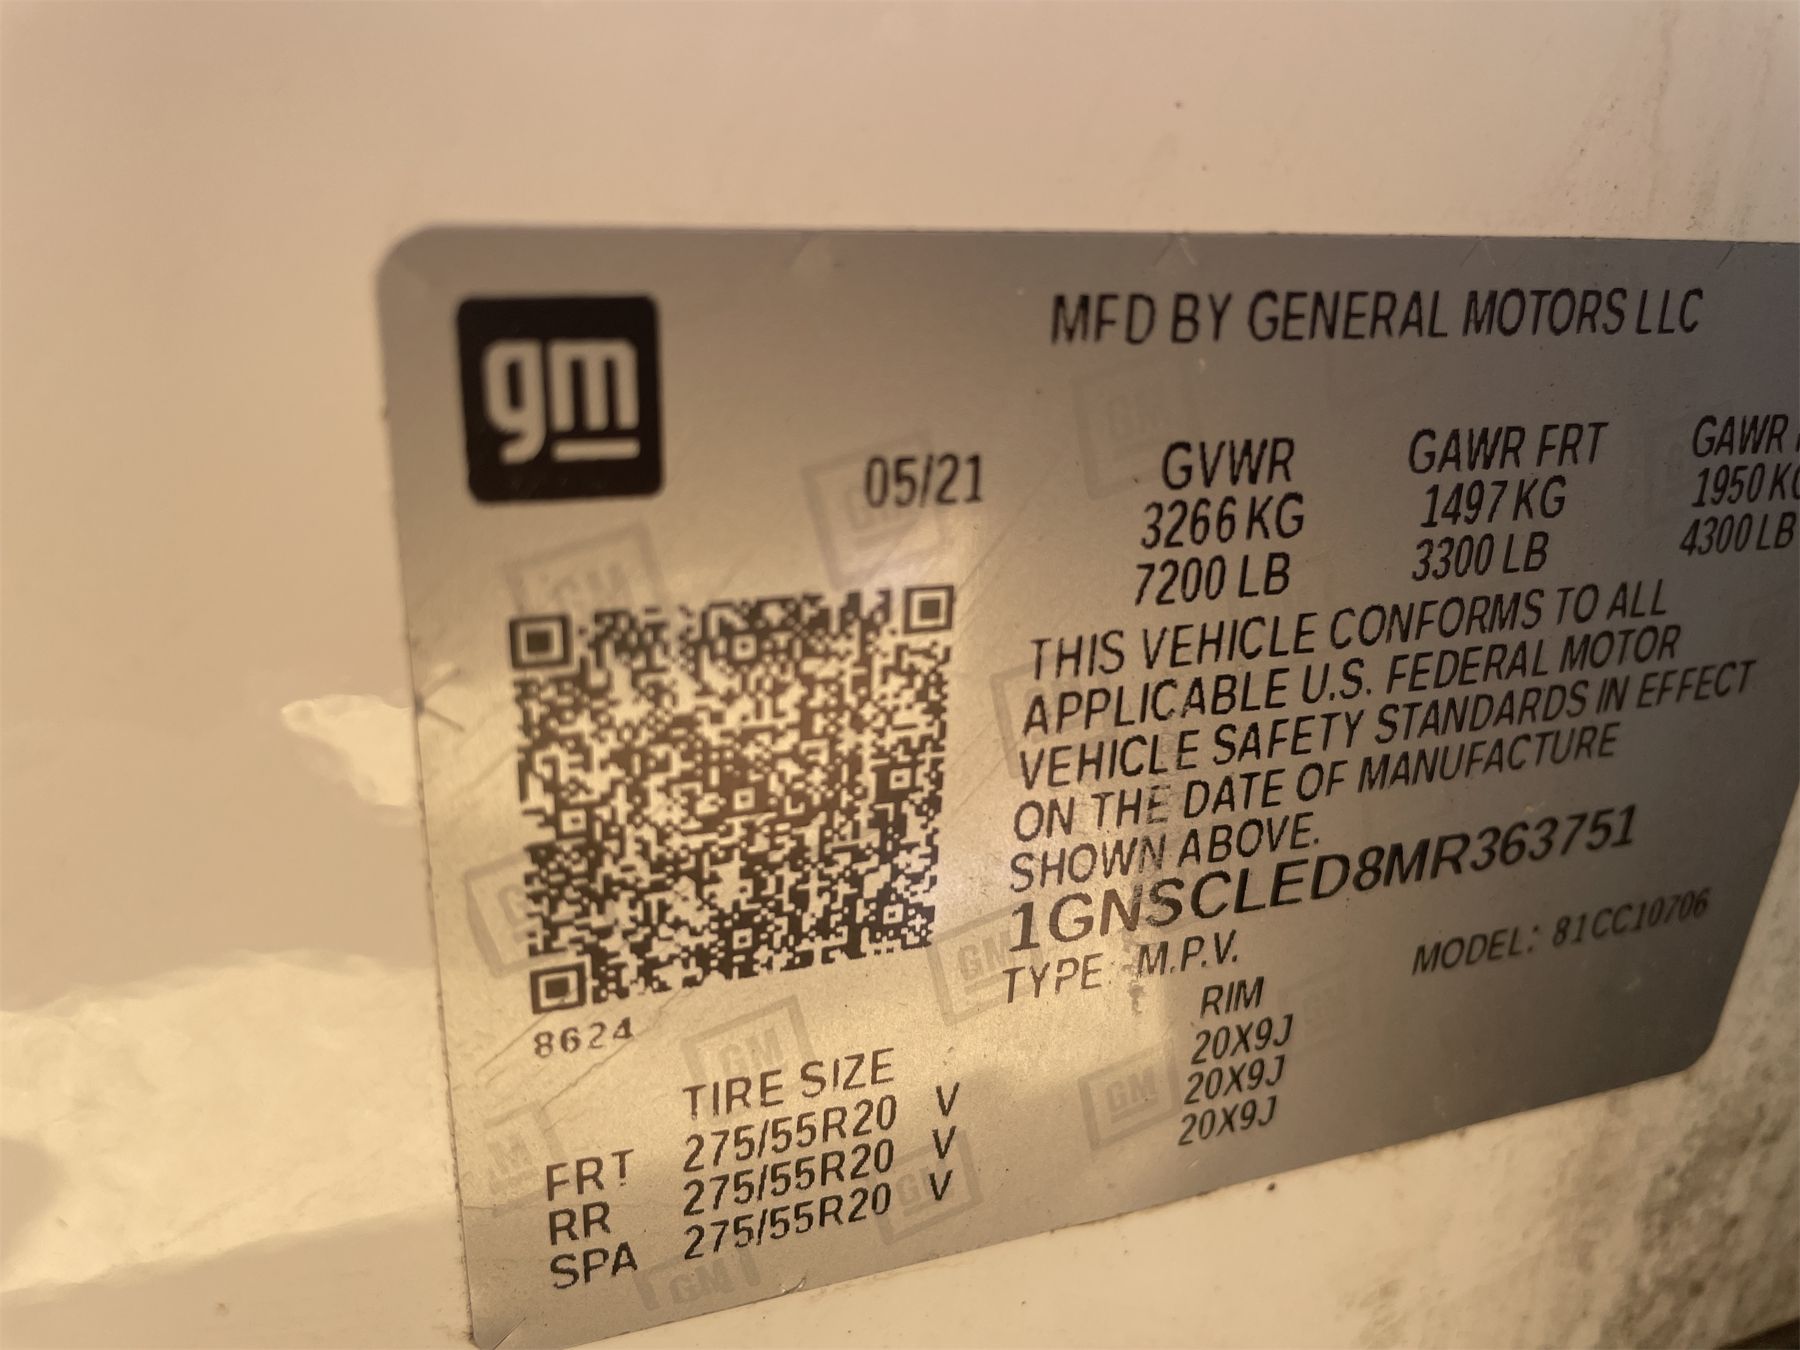 gm
MFD BY GENERAL MOTORS LLC
05/21 GVWR GAWR FRT GAWR
3266 KG 1497 KG 1950 KG
7200 LB 3300 LB 4300 LB
THIS VEHICLE CONFORMS TO ALL
APPLICABLE U.S. FEDERAL MOTOR
VEHICLE SAFETY STANDARDS IN EFFECT
ON THE DATE OF MANUFACTURE
SHOWN ABOVE.
1GNSCLED8MR363751
TYPE: M.P.V. MODEL: 81CC10706
8624
TIRE SIZE RIM
FRT 275/55R20 V 20X9J
RR 275/55R20 V 20X9J
SPA 275/55R20 V 20X9J